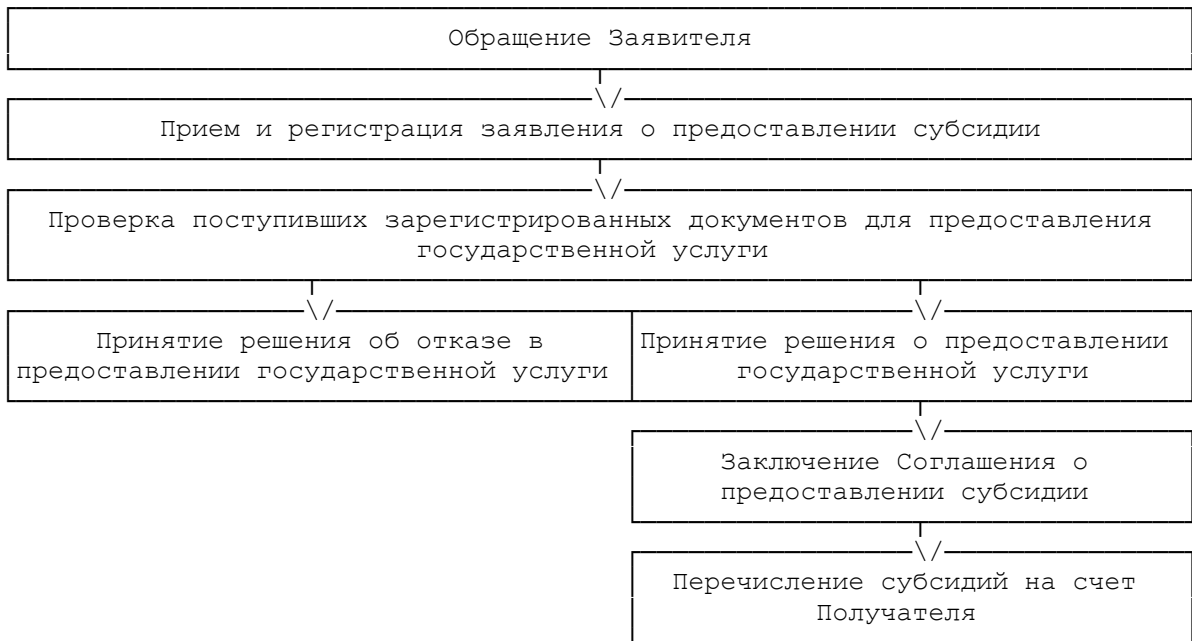 Обращение Заявителя
Прием и регистрация заявления о предоставлении субсидии
Проверка поступивших зарегистрированных документов для предоставления
государственной услуги
Принятие решения об отказе в
предоставлении государственной услуги
Принятие решения о предоставлении
государственной услуги
Заключение Соглашения о
предоставлении субсидии
Перечисление субсидий на счет
Получателя